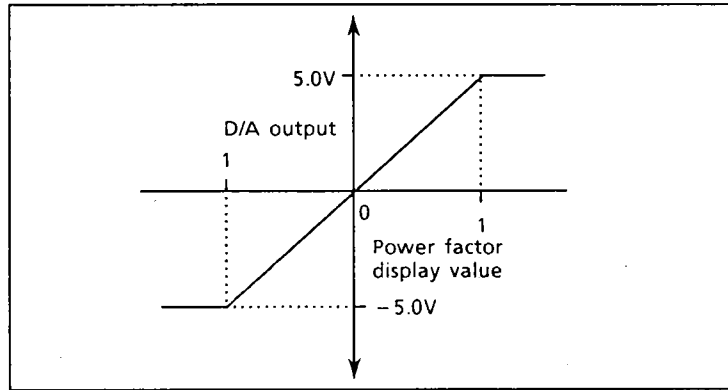 5.0V
D/A output
1
0
1
Power factor
display value
−5.0V